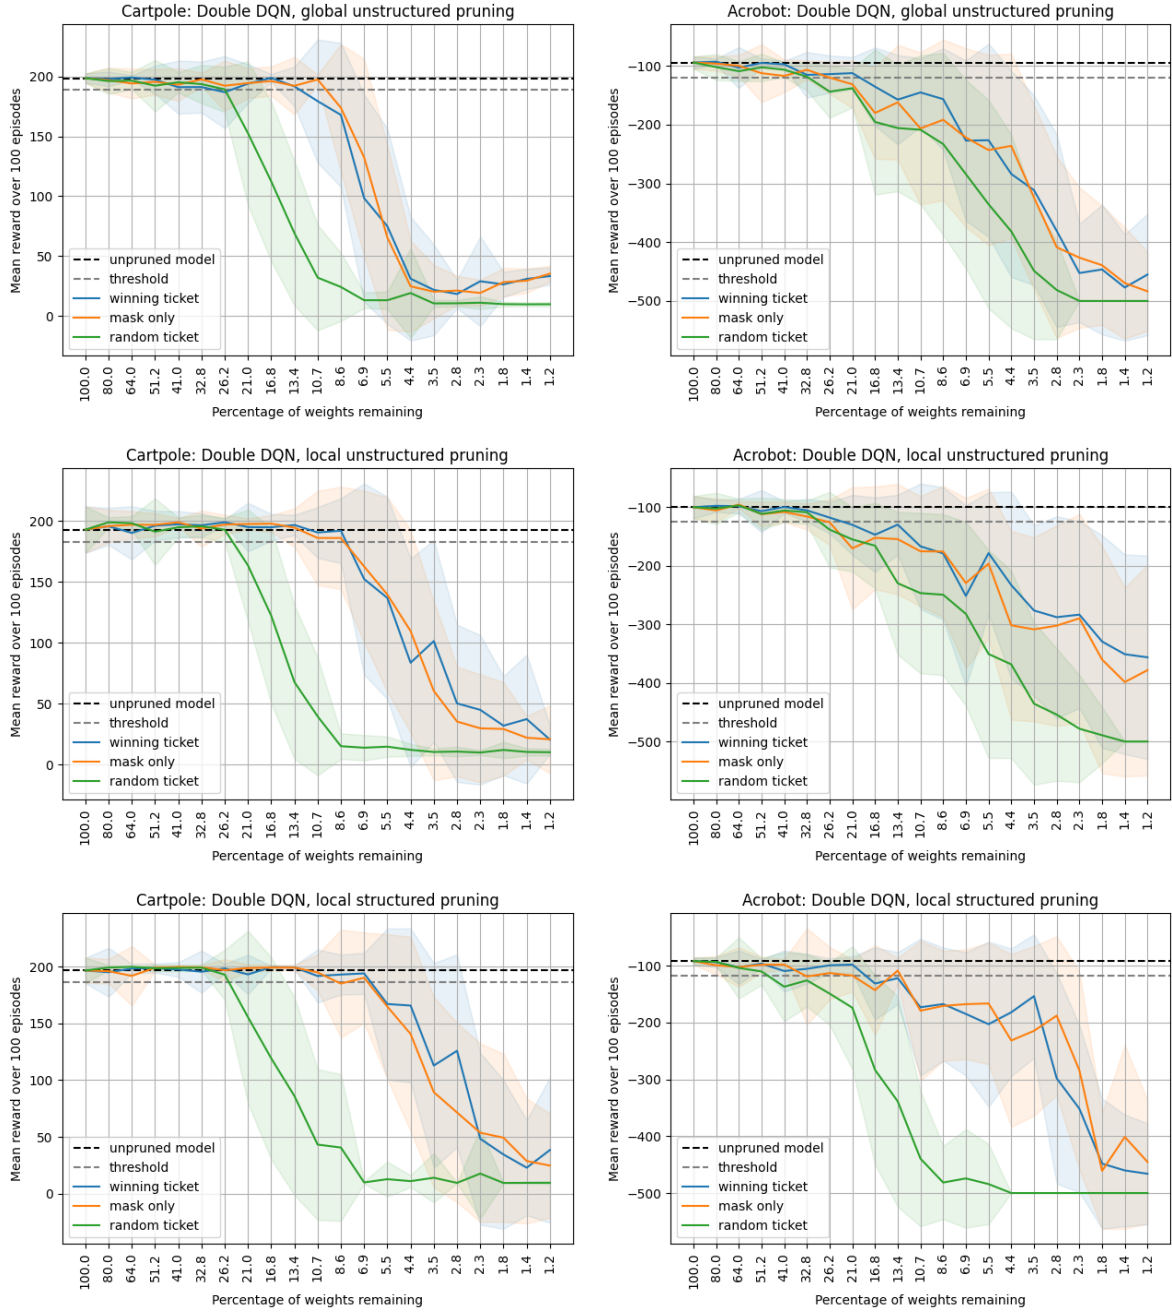 Cartpole: Double DQN, global unstructured pruning
Mean reward over 100 episodes
200
150
100
50
0
unpruned model
threshold
winning ticket
mask only
random ticket
100.0 80.0 64.0 51.2 41.0 32.8 26.2 21.0 16.8 13.4 10.7 8.6 6.9 5.5 4.4 3.5 2.8 2.3 1.8 1.4 1.2
Percentage of weights remaining
Acrobot: Double DQN, global unstructured pruning
Mean reward over 100 episodes
−100
−200
−300
−400
−500
unpruned model
threshold
winning ticket
mask only
random ticket
100.0 80.0 64.0 51.2 41.0 32.8 26.2 21.0 16.8 13.4 10.7 8.6 6.9 5.5 4.4 3.5 2.8 2.3 1.8 1.4 1.2
Percentage of weights remaining
Cartpole: Double DQN, local unstructured pruning
Mean reward over 100 episodes
200
150
100
50
0
unpruned model
threshold
winning ticket
mask only
random ticket
100.0 80.0 64.0 51.2 41.0 32.8 26.2 21.0 16.8 13.4 10.7 8.6 6.9 5.5 4.4 3.5 2.8 2.3 1.8 1.4 1.2
Percentage of weights remaining
Acrobot: Double DQN, local unstructured pruning
Mean reward over 100 episodes
−100
−200
−300
−400
−500
unpruned model
threshold
winning ticket
mask only
random ticket
100.0 80.0 64.0 51.2 41.0 32.8 26.2 21.0 16.8 13.4 10.7 8.6 6.9 5.5 4.4 3.5 2.8 2.3 1.8 1.4 1.2
Percentage of weights remaining
Cartpole: Double DQN, local structured pruning
Mean reward over 100 episodes
200
150
100
50
0
unpruned model
threshold
winning ticket
mask only
random ticket
100.0 80.0 64.0 51.2 41.0 32.8 26.2 21.0 16.8 13.4 10.7 8.6 6.9 5.5 4.4 3.5 2.8 2.3 1.8 1.4 1.2
Percentage of weights remaining
Acrobot: Double DQN, local structured pruning
Mean reward over 100 episodes
−100
−200
−300
−400
−500
unpruned model
threshold
winning ticket
mask only
random ticket
100.0 80.0 64.0 51.2 41.0 32.8 26.2 21.0 16.8 13.4 10.7 8.6 6.9 5.5 4.4 3.5 2.8 2.3 1.8 1.4 1.2
Percentage of weights remaining